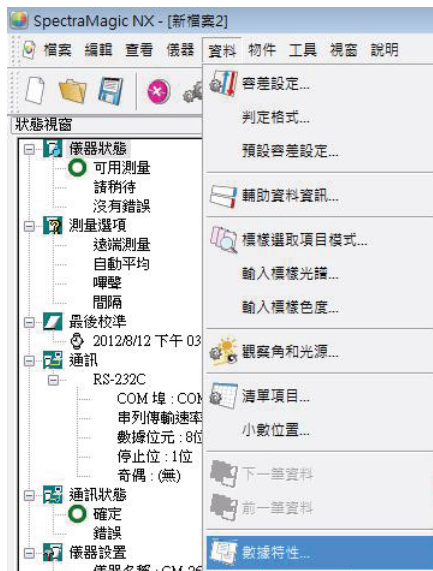 SpectraMagic NX - [新檔案2]
檔案 編輯 查看 儀器 資料 物件 工具 視窗 說明
狀態視窗
儀器狀態
可用測量
請稍待
沒有錯誤
測量選項
遠端測量
自動平均
嗶聲
間隔
最後校準
2012/8/12 下午 03
通訊
RS-232C
COM 埠 : CON
串列傳輸速率
數據位元 : 8位
停止位 : 1位
奇偶 : (無)
通訊狀態
確定
錯誤
儀器設置
儀器名稱 : CM-26
容差設定...
判定格式...
預設容差設定...
輔助資料資訊...
標樣選取項目模式...
輸入標樣光譜...
輸入標樣色度...
觀察角和光源...
清單項目...
小數位置...
下一筆資料
前一筆資料
數據特性...